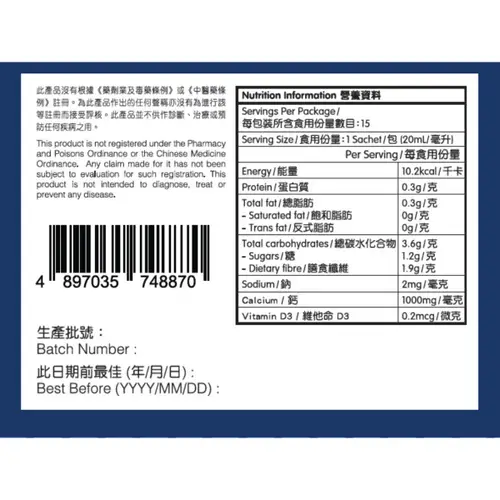 此產品沒有根據《藥劑業及毒藥條例》或《中醫藥條
例》註冊。為此產品作出的任何聲稱亦沒有為進行該
等註冊而接受評核。此產品並不供作診斷、治療或預
防任何疾病之用。
This product is not registered under the Pharmacy
and Poisons Ordinance or the Chinese Medicine
Ordinance. Any claim made for it has not been
subject to evaluation for such registration. This
product is not intended to diagnose, treat or
prevent any disease.
4 897035 748870
生產批號：
Batch Number :
此日期前最佳 (年/月/日) :
Best Before (YYYY/MM/DD) :
Nutrition Information 營養資料
Servings Per Package/
每包裝所含食用份量數目：15
Serving Size/食用份量：1 Sachet/包 (20mL/毫升)
Per Serving/每食用份量
Energy/能量 10.2kcal/千卡
Protein/蛋白質 0.3g/克
Total fat/總脂肪 0.3g/克
- Saturated fat/飽和脂肪 0g/克
- Trans fat/反式脂肪 0g/克
Total carbohydrates/總碳水化合物 3.6g/克
- Sugars/糖 1.2g/克
- Dietary fibre/膳食纖維 1.9g/克
Sodium/鈉 2mg/毫克
Calcium / 鈣 1000mg/毫克
Vitamin D3 / 維他命 D3 0.2mcg/微克